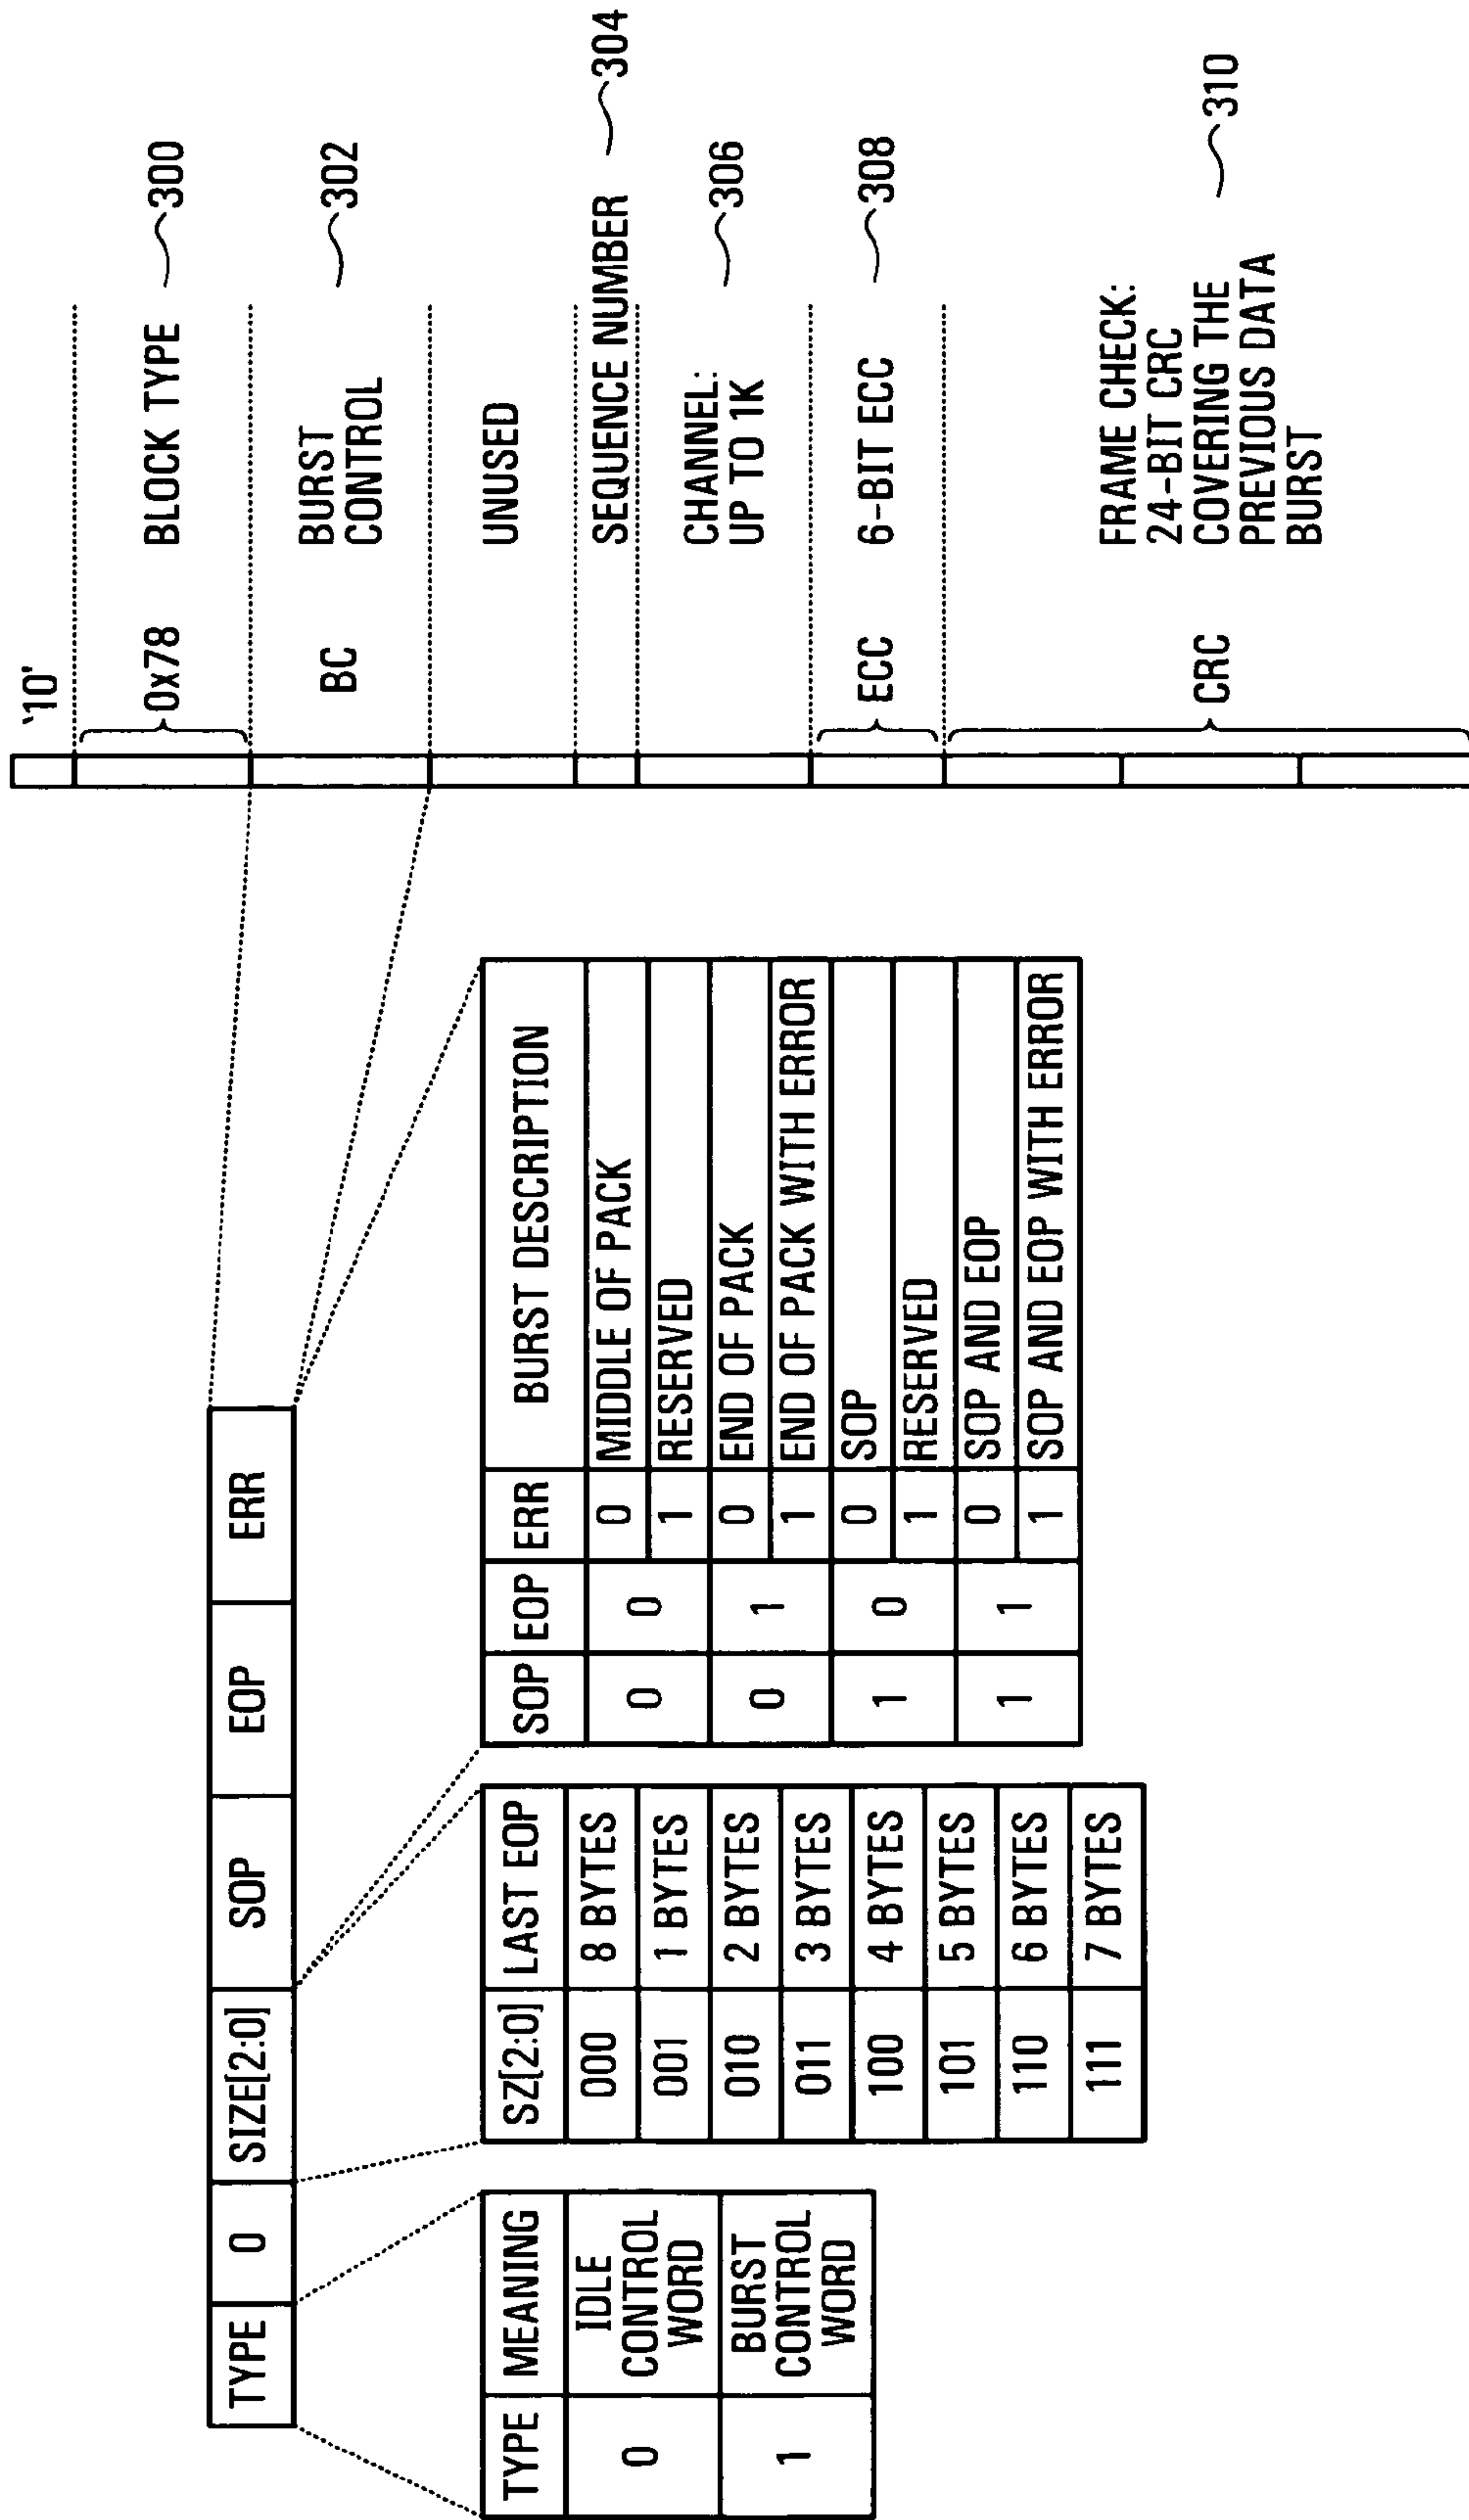 TYPE 0 SIZE[2:0] SOP EOP ERR
TYPE MEANING
0 IDLE
CONTROL
WORD
1 BURST
CONTROL
WORD
SZ[2:0] LAST EOP
000 8 BYTES
001 1 BYTES
010 2 BYTES
011 3 BYTES
100 4 BYTES
101 5 BYTES
110 6 BYTES
111 7 BYTES
SOP EOP ERR BURST DESCRIPTION
0 0 0 MIDDLE OF PACK
1 RESERVED
0 1 0 END OF PACK
1 END OF PACK WITH ERROR
1 0 0 SOP
1 RESERVED
1 1 0 SOP AND EOP
1 SOP AND EOP WITH ERROR
'10'
0x78 BLOCK TYPE 300
BC BURST
CONTROL 302
UNUSED
SEQUENCE NUMBER 304
CHANNEL:
UP TO 1K 306
ECC 6-BIT ECC 308
CRC FRAME CHECK:
24-BIT CRC
COVERING THE
PREVIOUS DATA
BURST
310